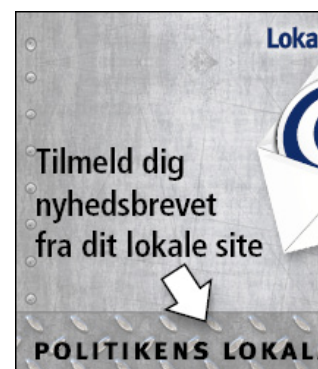 Loka
Tilmeld dig
nyhedsbrevet
fra dit lokale site
POLITIKENS LOKAL